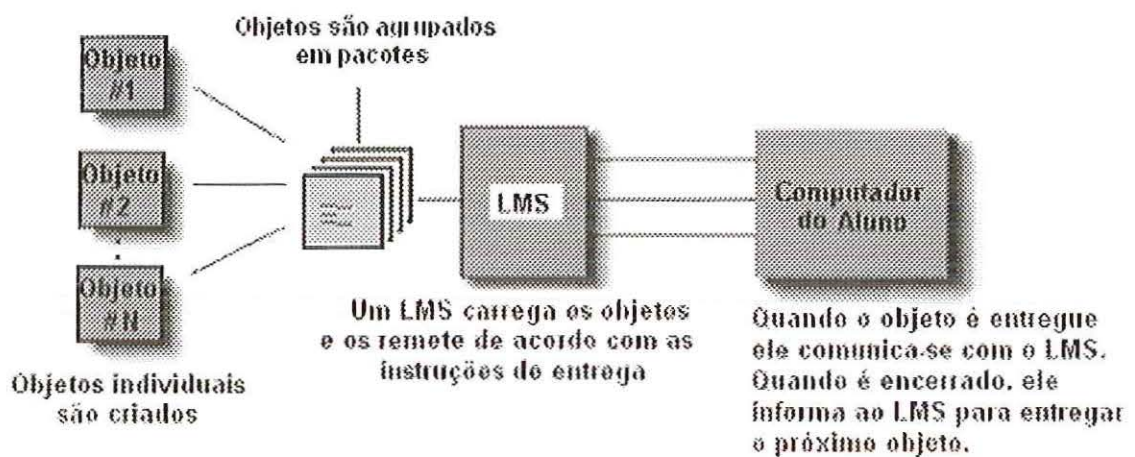 Objetos são agrupados
em pacotes
Objeto
#1
Objeto
#2
Objeto
#N
Objetos individuais
são criados
LMS
Um LMS carrega os objetos
e os remete de acordo com as
instruções de entrega
Computador
do Aluno
Quando o objeto é entregue
ele comunica-se com o LMS.
Quando é encerrado, ele
informa ao LMS para entregar
o próximo objeto.